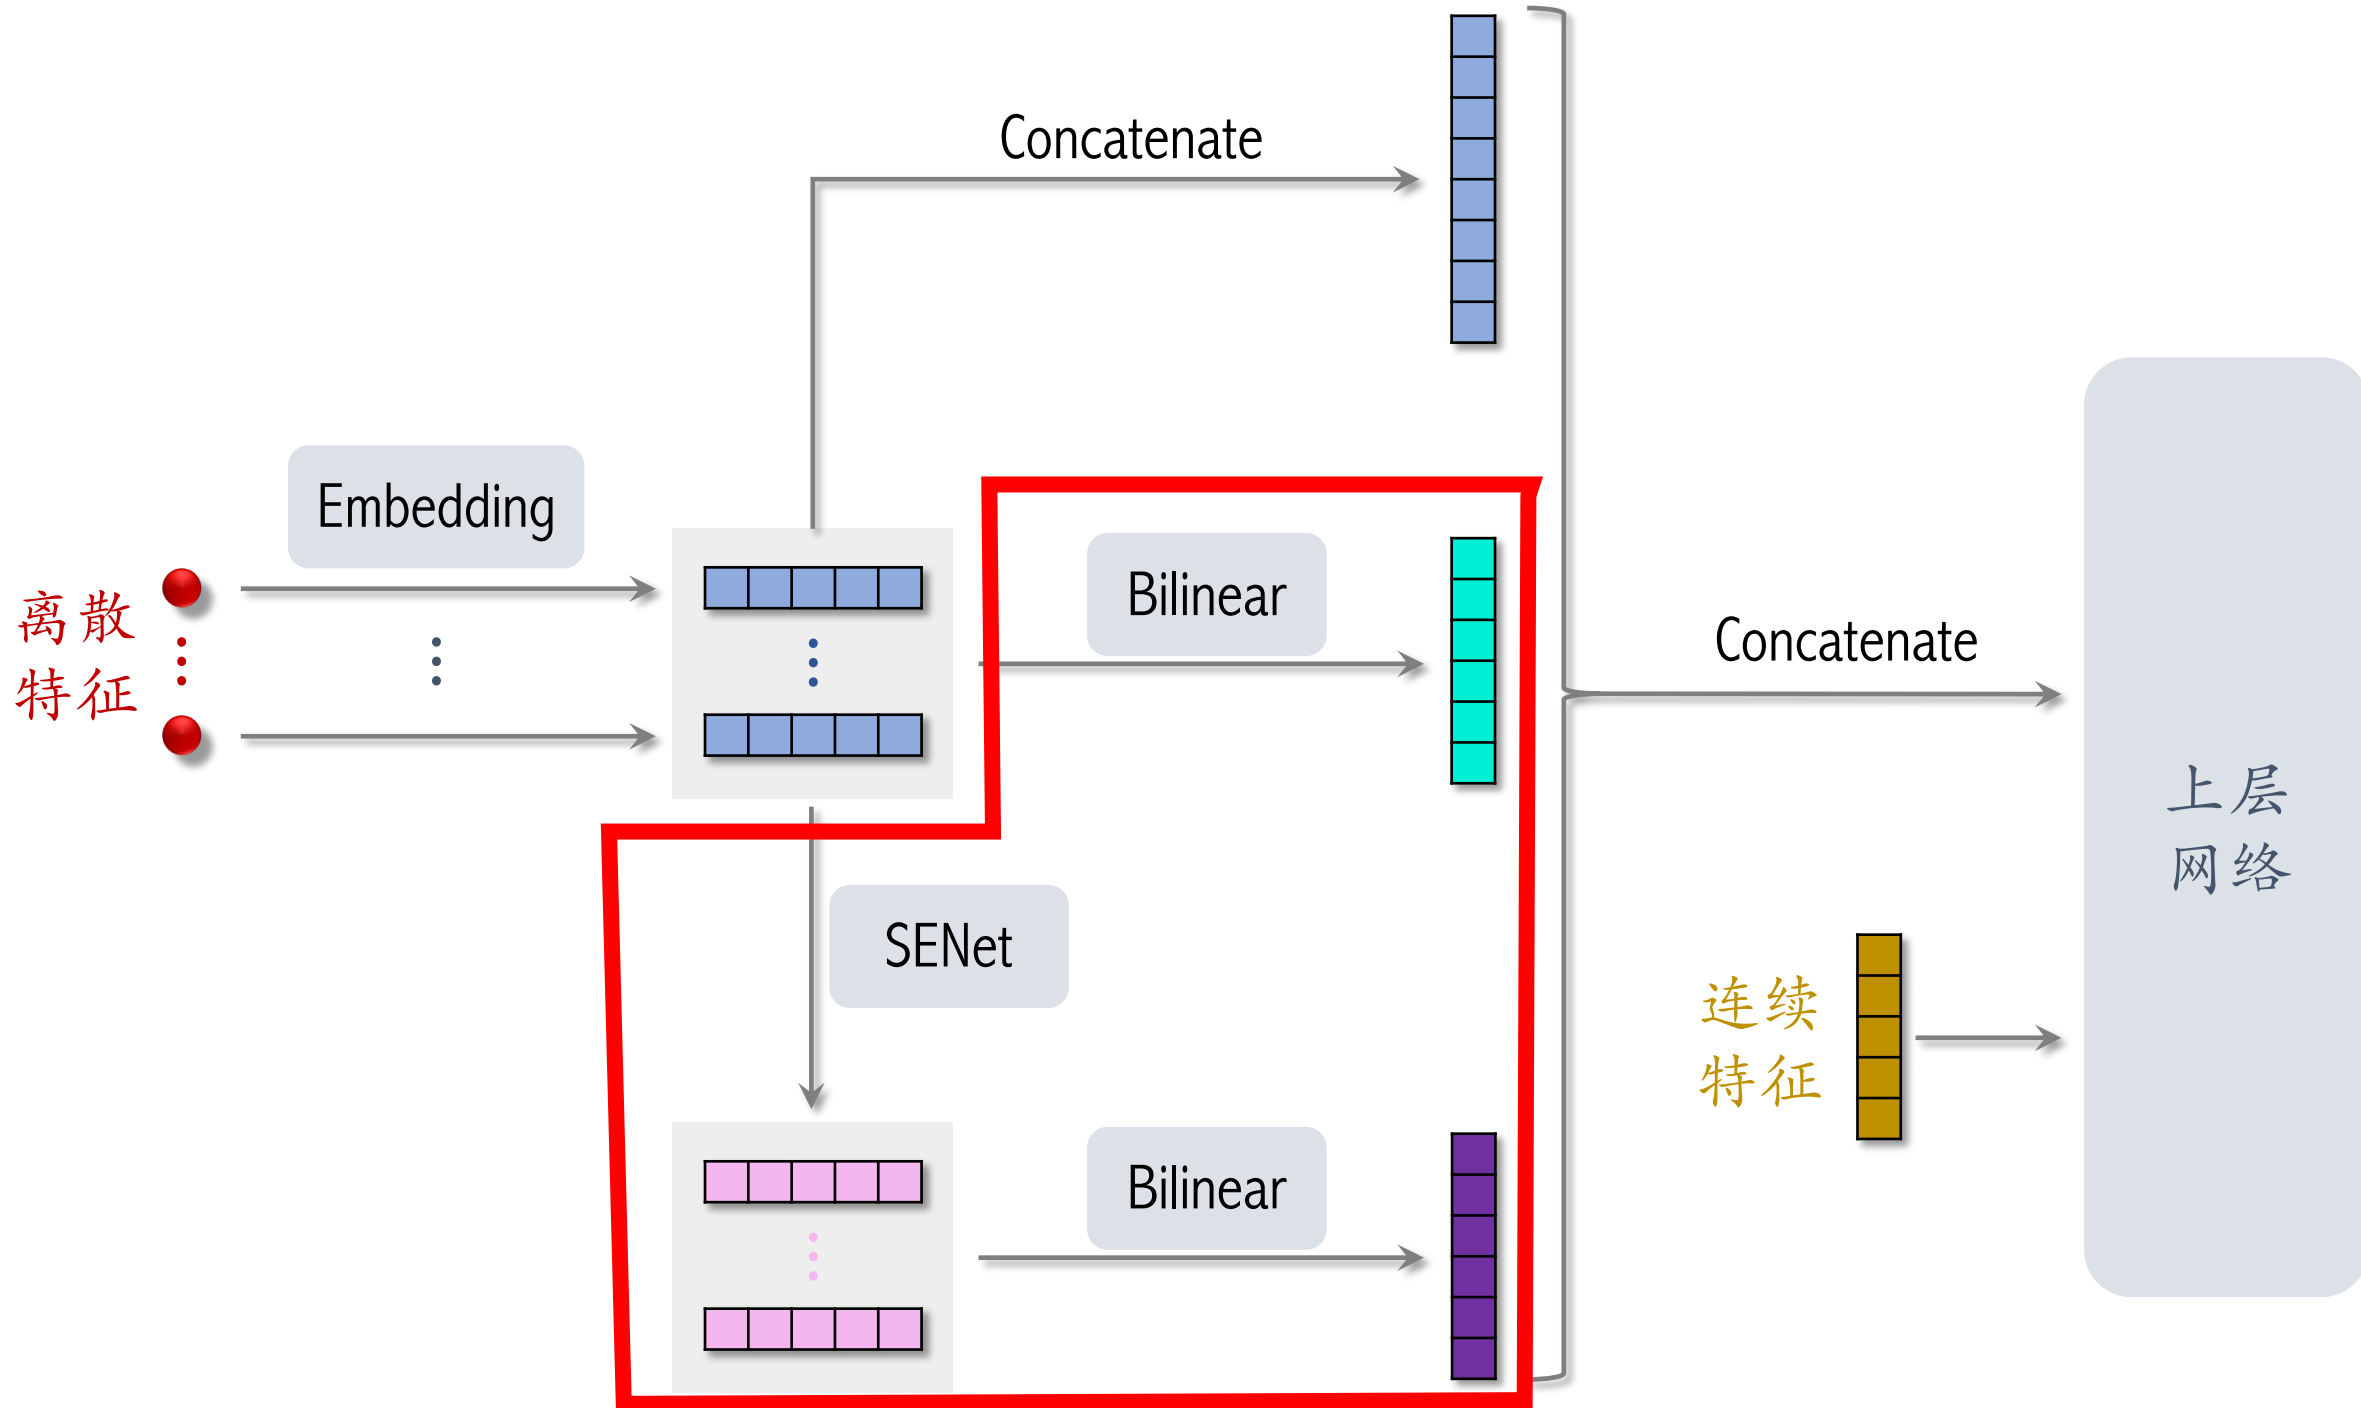 Concatenate
Embedding
离散
特征
Bilinear
Concatenate
上层
网络
SENet
连续
特征
Bilinear